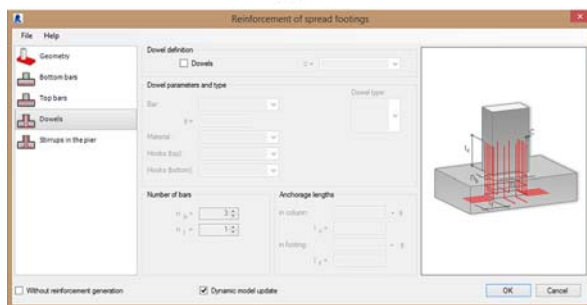 Reinforcement of spread footings
File Help
Geometry
Bottom bars
Top bars
Dowels
Stirrups in the pier
Dowel definition
Dowels
Dowel parameters and type
Bar:
Dowel type:
Material:
Hooks (top):
Hooks (bottom):
Number of bars
3
1
Anchorage lengths
in column:
in footing:
Without reinforcement generation
Dynamic model update
OK
Cancel